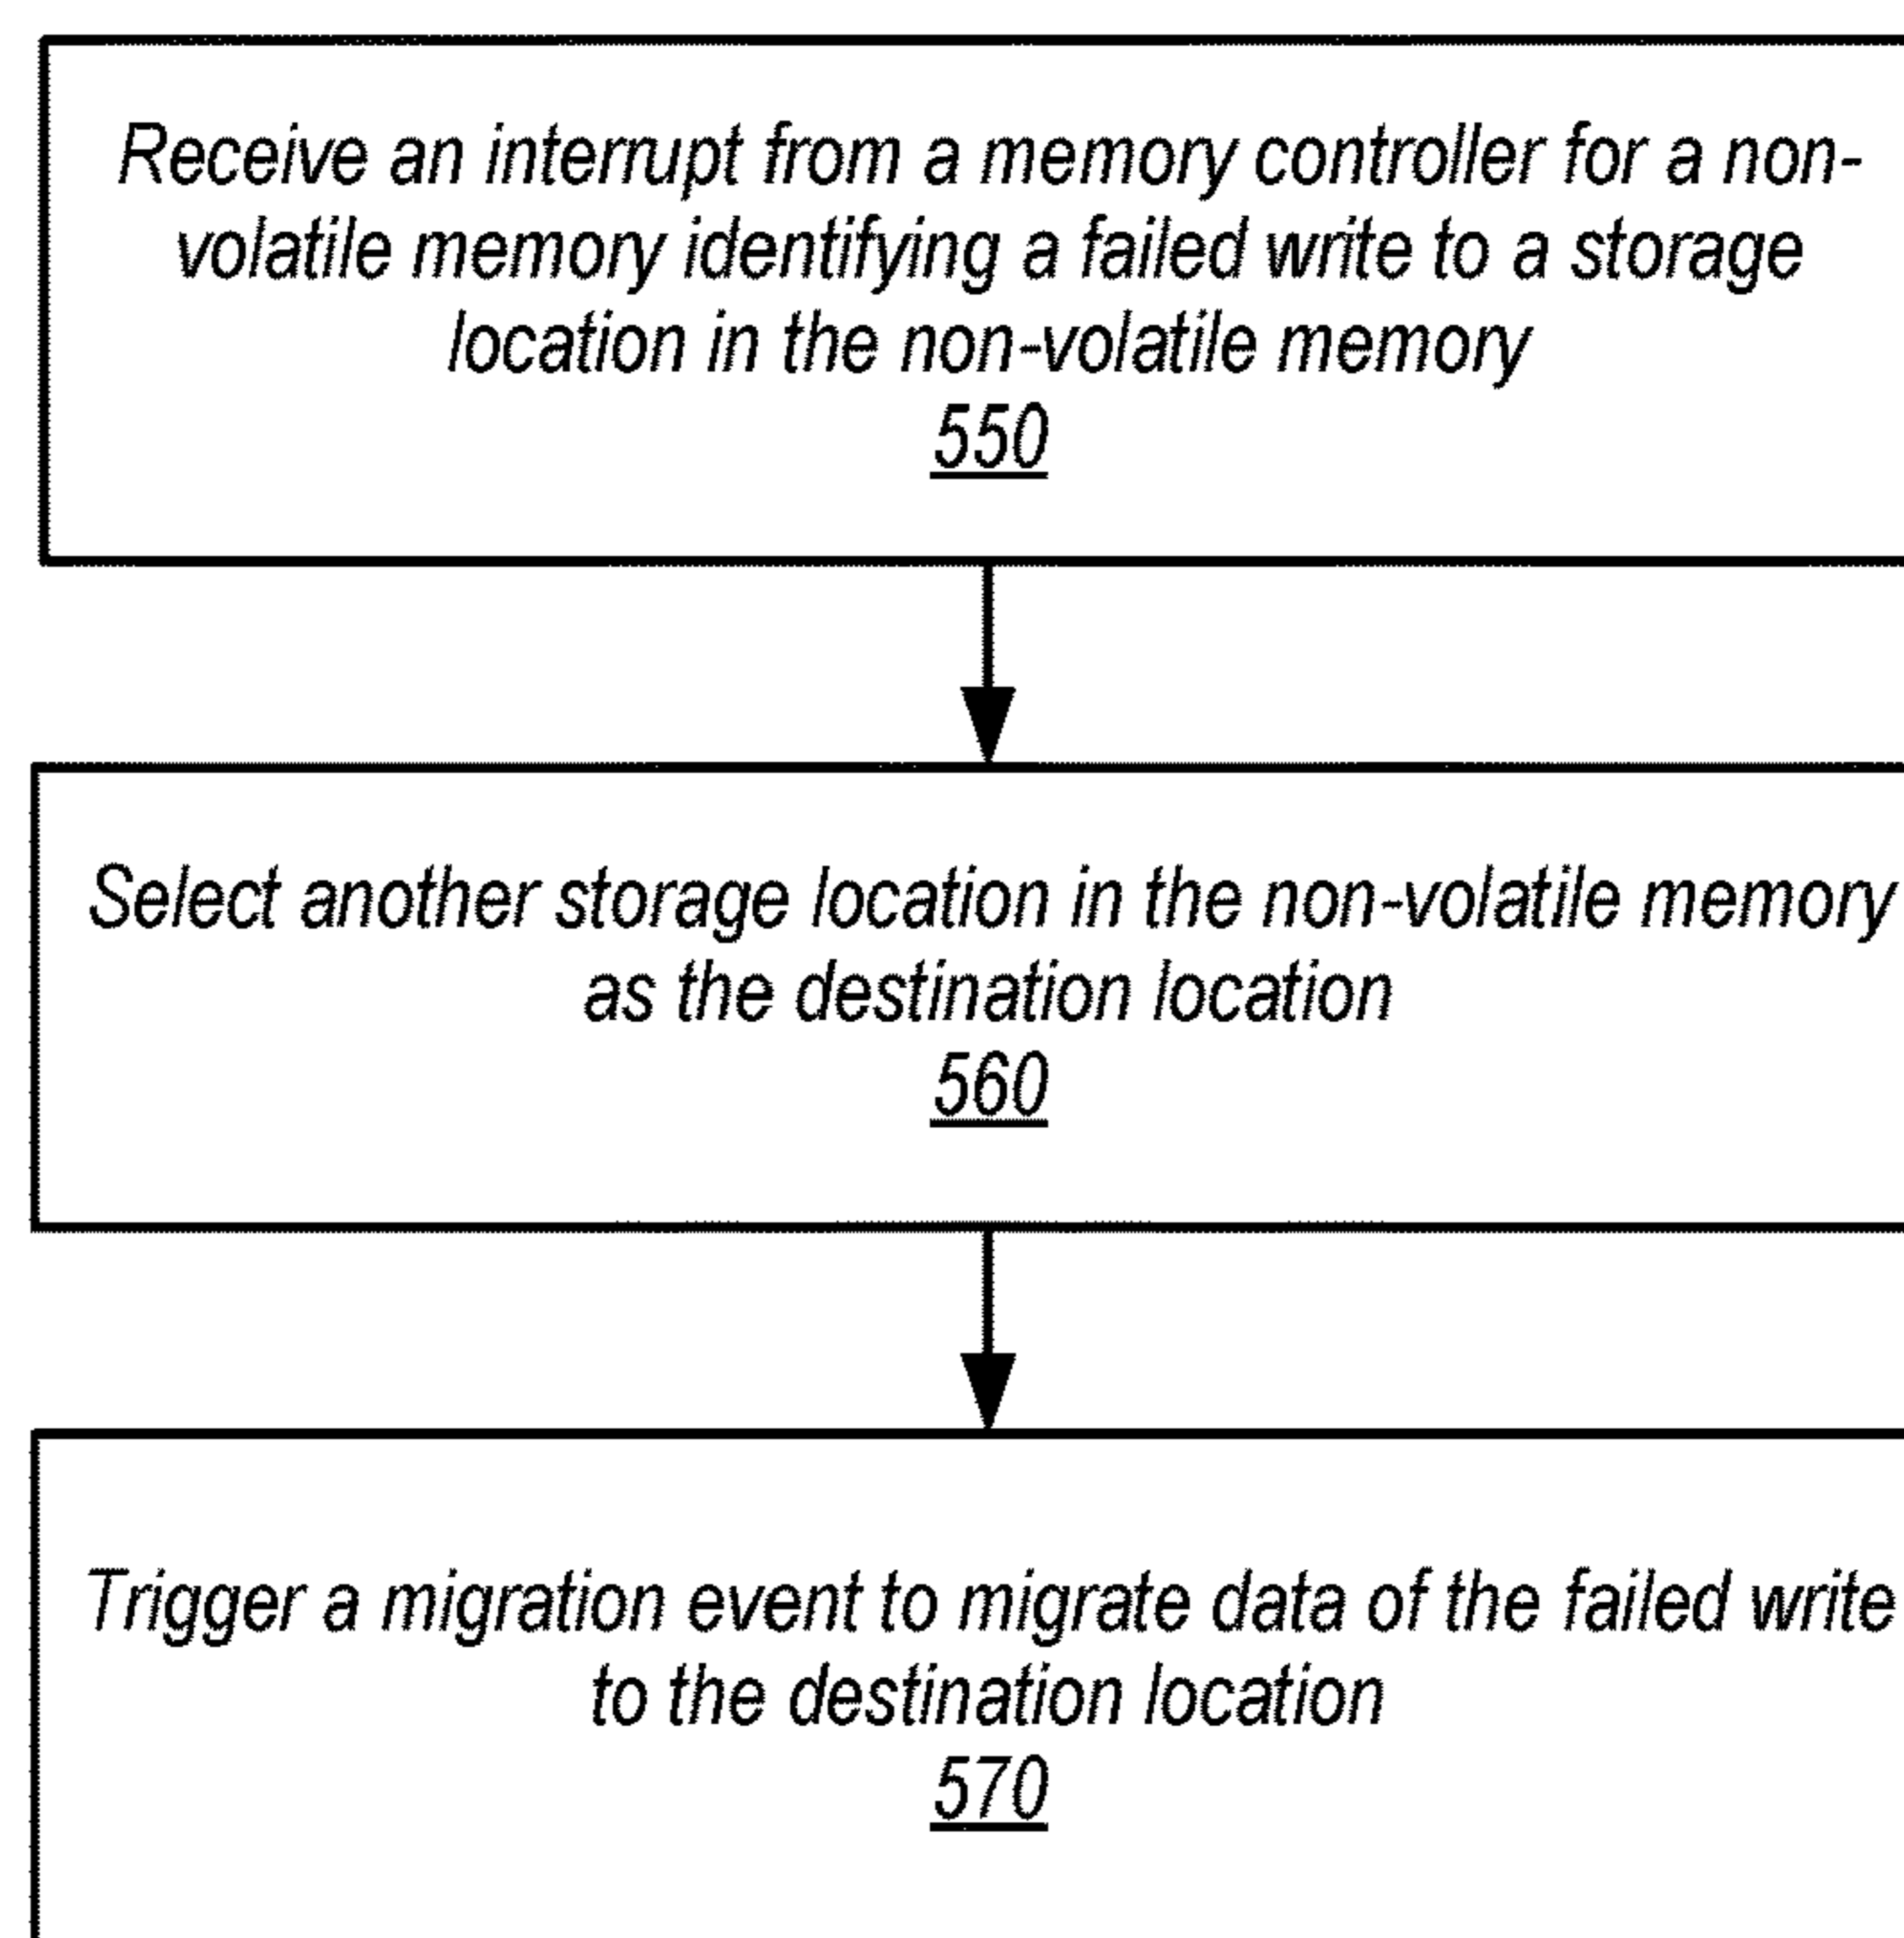 Receive an interrupt from a memory controller for a non-
volatile memory identifying a failed write to a storage
location in the non-volatile memory
550
Select another storage location in the non-volatile memory
as the destination location
560
Trigger a migration event to migrate data of the failed write
to the destination location
570